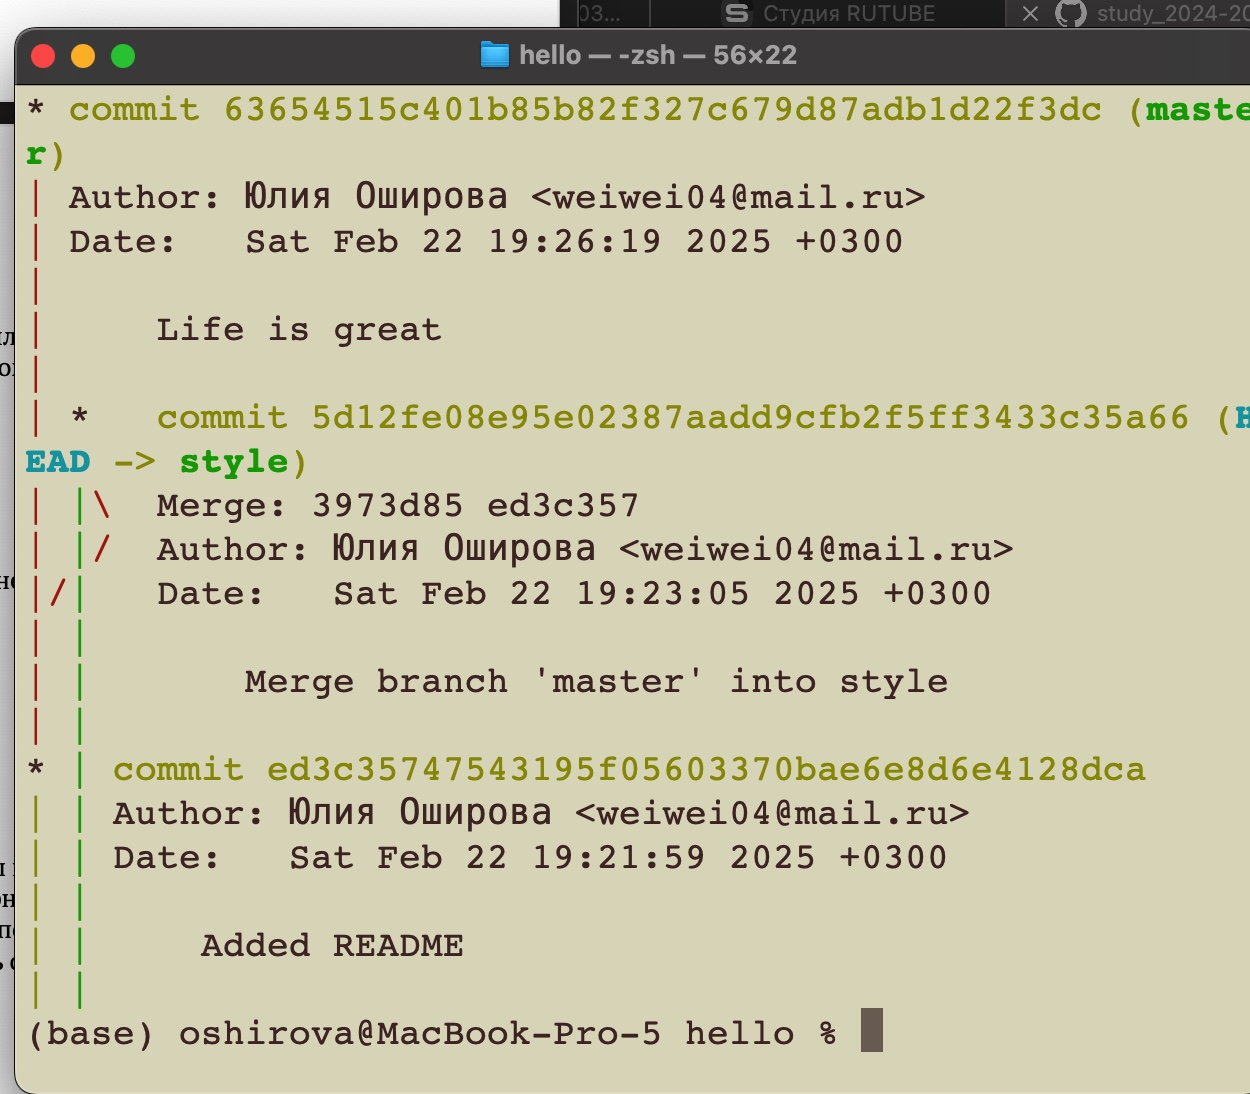 03... Студия RUTUBE study_2024-20
hello — -zsh — 56×22
* commit 63654515c401b85b82f327c679d87adb1d22f3dc (maste
r)
| Author: Юлия Оширова <weiwei04@mail.ru>
| Date:   Sat Feb 22 19:26:19 2025 +0300
|
|     Life is great
|
| *   commit 5d12fe08e95e02387aadd9cfb2f5ff3433c35a66 (H
EAD -> style)
| |\  Merge: 3973d85 ed3c357
| |/  Author: Юлия Оширова <weiwei04@mail.ru>
|/|   Date:   Sat Feb 22 19:23:05 2025 +0300
| |
| |       Merge branch 'master' into style
| |
* | commit ed3c35747543195f05603370bae6e8d6e4128dca
| | Author: Юлия Оширова <weiwei04@mail.ru>
| | Date:   Sat Feb 22 19:21:59 2025 +0300
| |
| |     Added README
| |
(base) oshirova@MacBook-Pro-5 hello %